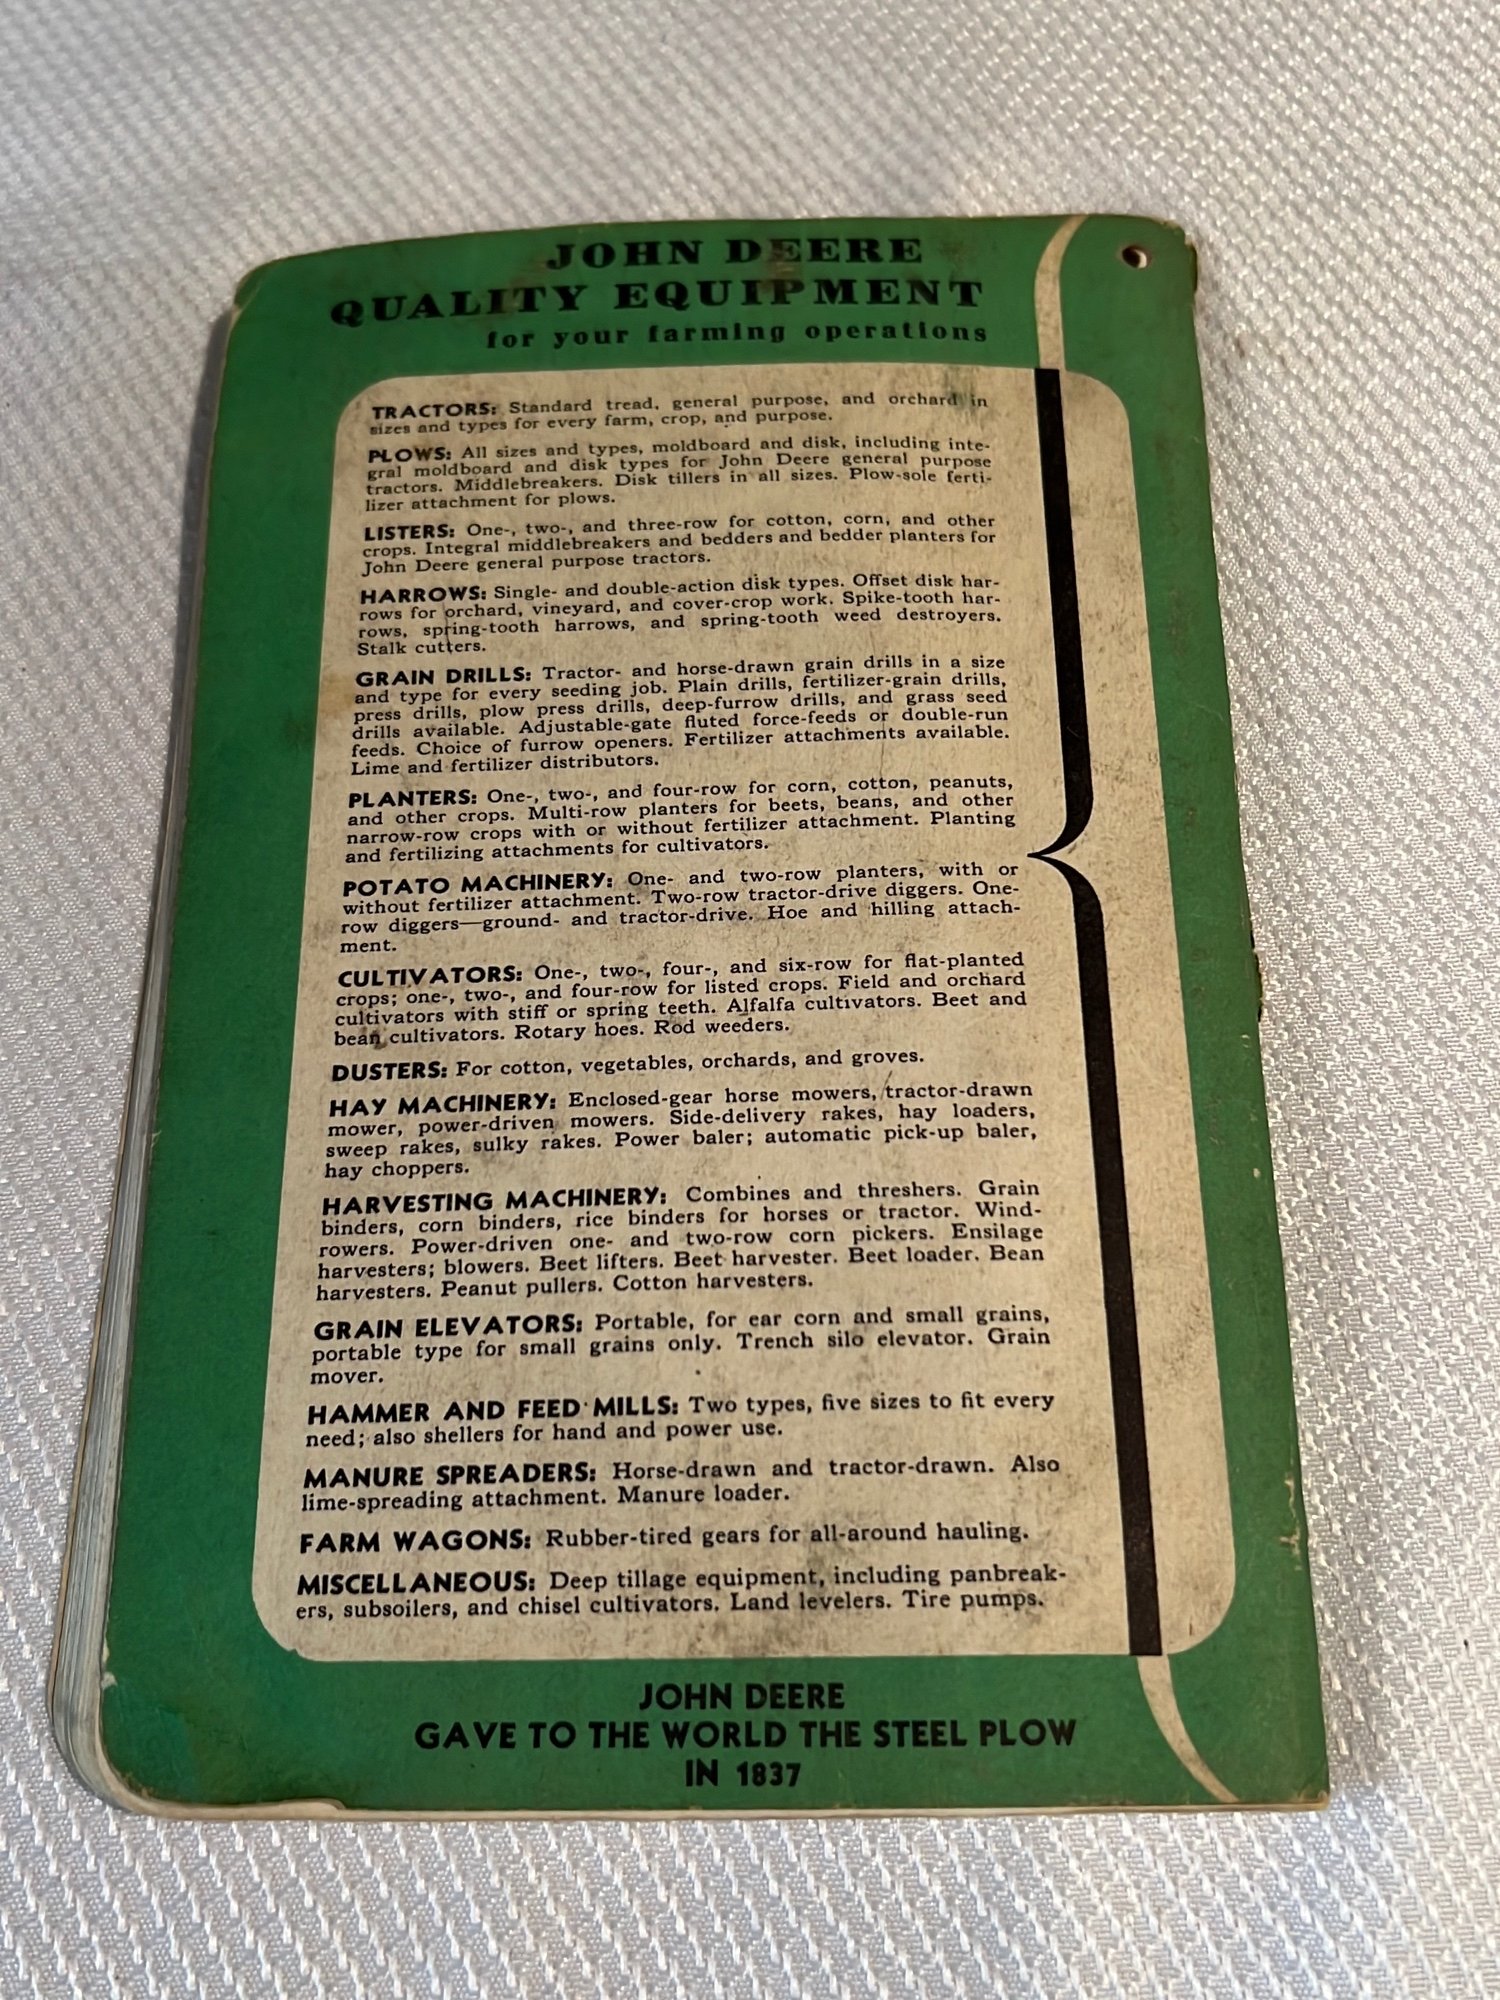 JOHN DEERE
QUALITY EQUIPMENT
for your farming operations
TRACTORS: Standard tread, general purpose, and orchard in
sizes and types for every farm, crop, and purpose.
PLOWS: All sizes and types, moldboard and disk, including inte-
gral moldboard and disk types for John Deere general purpose
tractors. Middlebreakers. Disk tillers in all sizes. Plow-sole ferti-
lizer attachment for plows.
LISTERS: One-, two-, and three-row for cotton, corn, and other
crops. Integral middlebreakers and bedders and bedder planters for
John Deere general purpose tractors.
HARROWS: Single- and double-action disk types. Offset disk har-
rows for orchard, vineyard, and cover-crop work. Spike-tooth har-
rows, spring-tooth harrows, and spring-tooth weed destroyers.
Stalk cutters.
GRAIN DRILLS: Tractor- and horse-drawn grain drills in a size
and type for every seeding job. Plain drills, fertilizer-grain drills,
press drills, plow press drills, deep-furrow drills, and grass seed
drills available. Adjustable-gate fluted force-feeds or double-run
feeds. Choice of furrow openers. Fertilizer attachments available.
Lime and fertilizer distributors.
PLANTERS: One-, two-, and four-row for corn, cotton, peanuts,
and other crops. Multi-row planters for beets, beans, and other
narrow-row crops with or without fertilizer attachment. Planting
and fertilizing attachments for cultivators.
POTATO MACHINERY: One- and two-row planters, with or
without fertilizer attachment. Two-row tractor-drive diggers. One-
row diggers—ground- and tractor-drive. Hoe and hilling attach-
ment.
CULTIVATORS: One-, two-, four-, and six-row for flat-planted
crops; one-, two-, and four-row for listed crops. Field and orchard
cultivators with stiff or spring teeth. Alfalfa cultivators. Beet and
bean cultivators. Rotary hoes. Rod weeders.
DUSTERS: For cotton, vegetables, orchards, and groves.
HAY MACHINERY: Enclosed-gear horse mowers, tractor-drawn
mower, power-driven mowers. Side-delivery rakes, hay loaders,
sweep rakes, sulky rakes. Power baler; automatic pick-up baler,
hay choppers.
HARVESTING MACHINERY: Combines and threshers. Grain
binders, corn binders, rice binders for horses or tractor. Wind-
rowers. Power-driven one- and two-row corn pickers. Ensilage
harvesters; blowers. Beet lifters. Beet harvester. Beet loader. Bean
harvesters. Peanut pullers. Cotton harvesters.
GRAIN ELEVATORS: Portable, for ear corn and small grains,
portable type for small grains only. Trench silo elevator. Grain
mover.
HAMMER AND FEED MILLS: Two types, five sizes to fit every
need; also shellers for hand and power use.
MANURE SPREADERS: Horse-drawn and tractor-drawn. Also
lime-spreading attachment. Manure loader.
FARM WAGONS: Rubber-tired gears for all-around hauling.
MISCELLANEOUS: Deep tillage equipment, including panbreak-
ers, subsoilers, and chisel cultivators. Land levelers. Tire pumps.
JOHN DEERE
GAVE TO THE WORLD THE STEEL PLOW
IN 1837